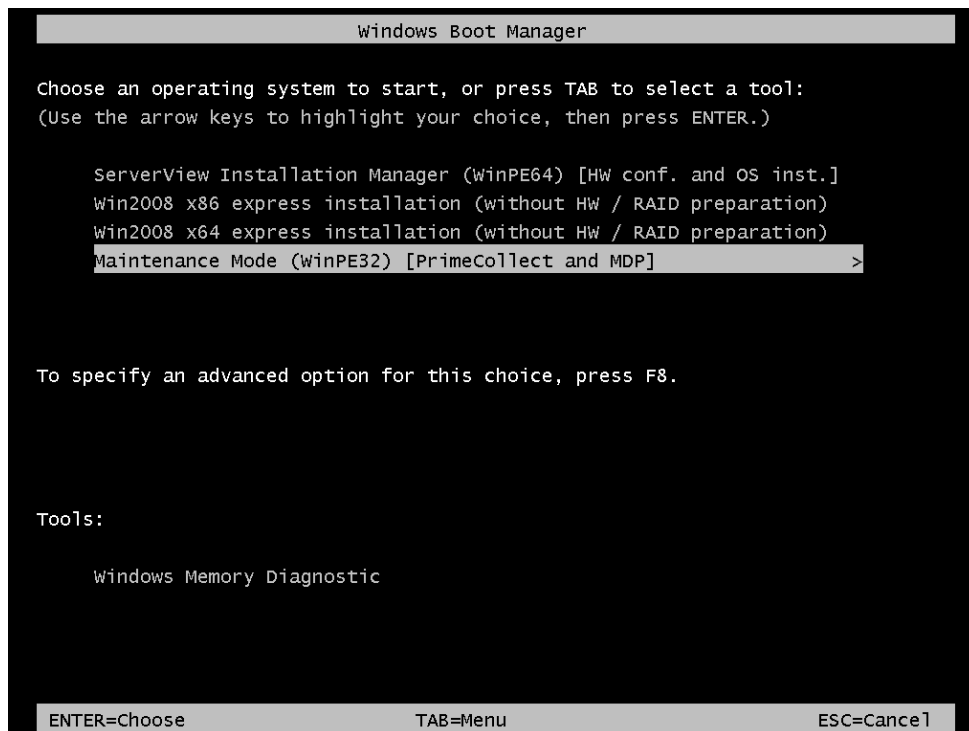 Windows Boot Manager
Choose an operating system to start, or press TAB to select a tool:
(Use the arrow keys to highlight your choice, then press ENTER.)
ServerView Installation Manager (WinPE64) [HW conf. and OS inst.]
Win2008 x86 express installation (without HW / RAID preparation)
Win2008 x64 express installation (without HW / RAID preparation)
Maintenance Mode (WinPE32) [PrimeCollect and MDP] >
To specify an advanced option for this choice, press F8.
Tools:
Windows Memory Diagnostic
ENTER=Choose TAB=Menu ESC=Cancel